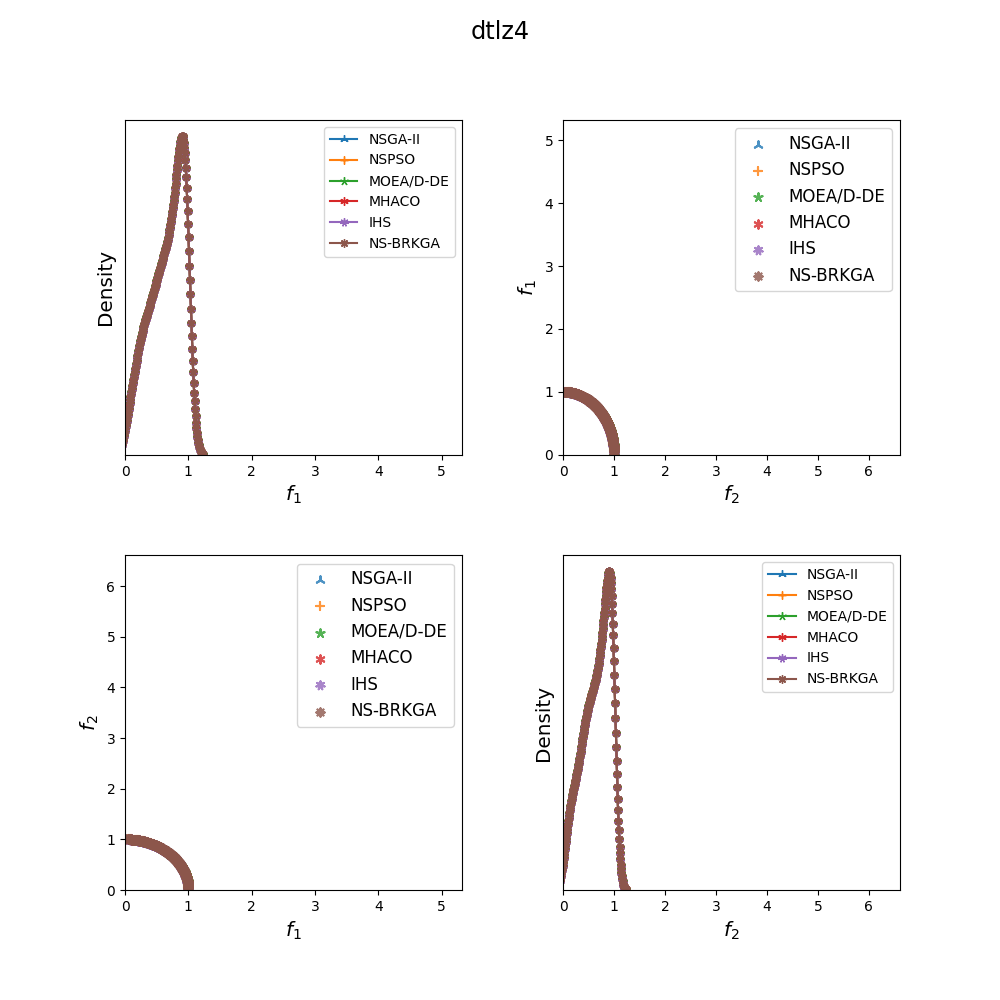 dtlz4
Density
NSGA-II
NSPSO
MOEA/D-DE
MHACO
IHS
NS-BRKGA
0 1 2 3 4 5
f1
f1
5
4
3
2
1
0
NSGA-II
NSPSO
MOEA/D-DE
MHACO
IHS
NS-BRKGA
0 1 2 3 4 5 6
f2
f2
6
5
4
3
2
1
0
NSGA-II
NSPSO
MOEA/D-DE
MHACO
IHS
NS-BRKGA
0 1 2 3 4 5
f1
Density
NSGA-II
NSPSO
MOEA/D-DE
MHACO
IHS
NS-BRKGA
0 1 2 3 4 5 6
f2